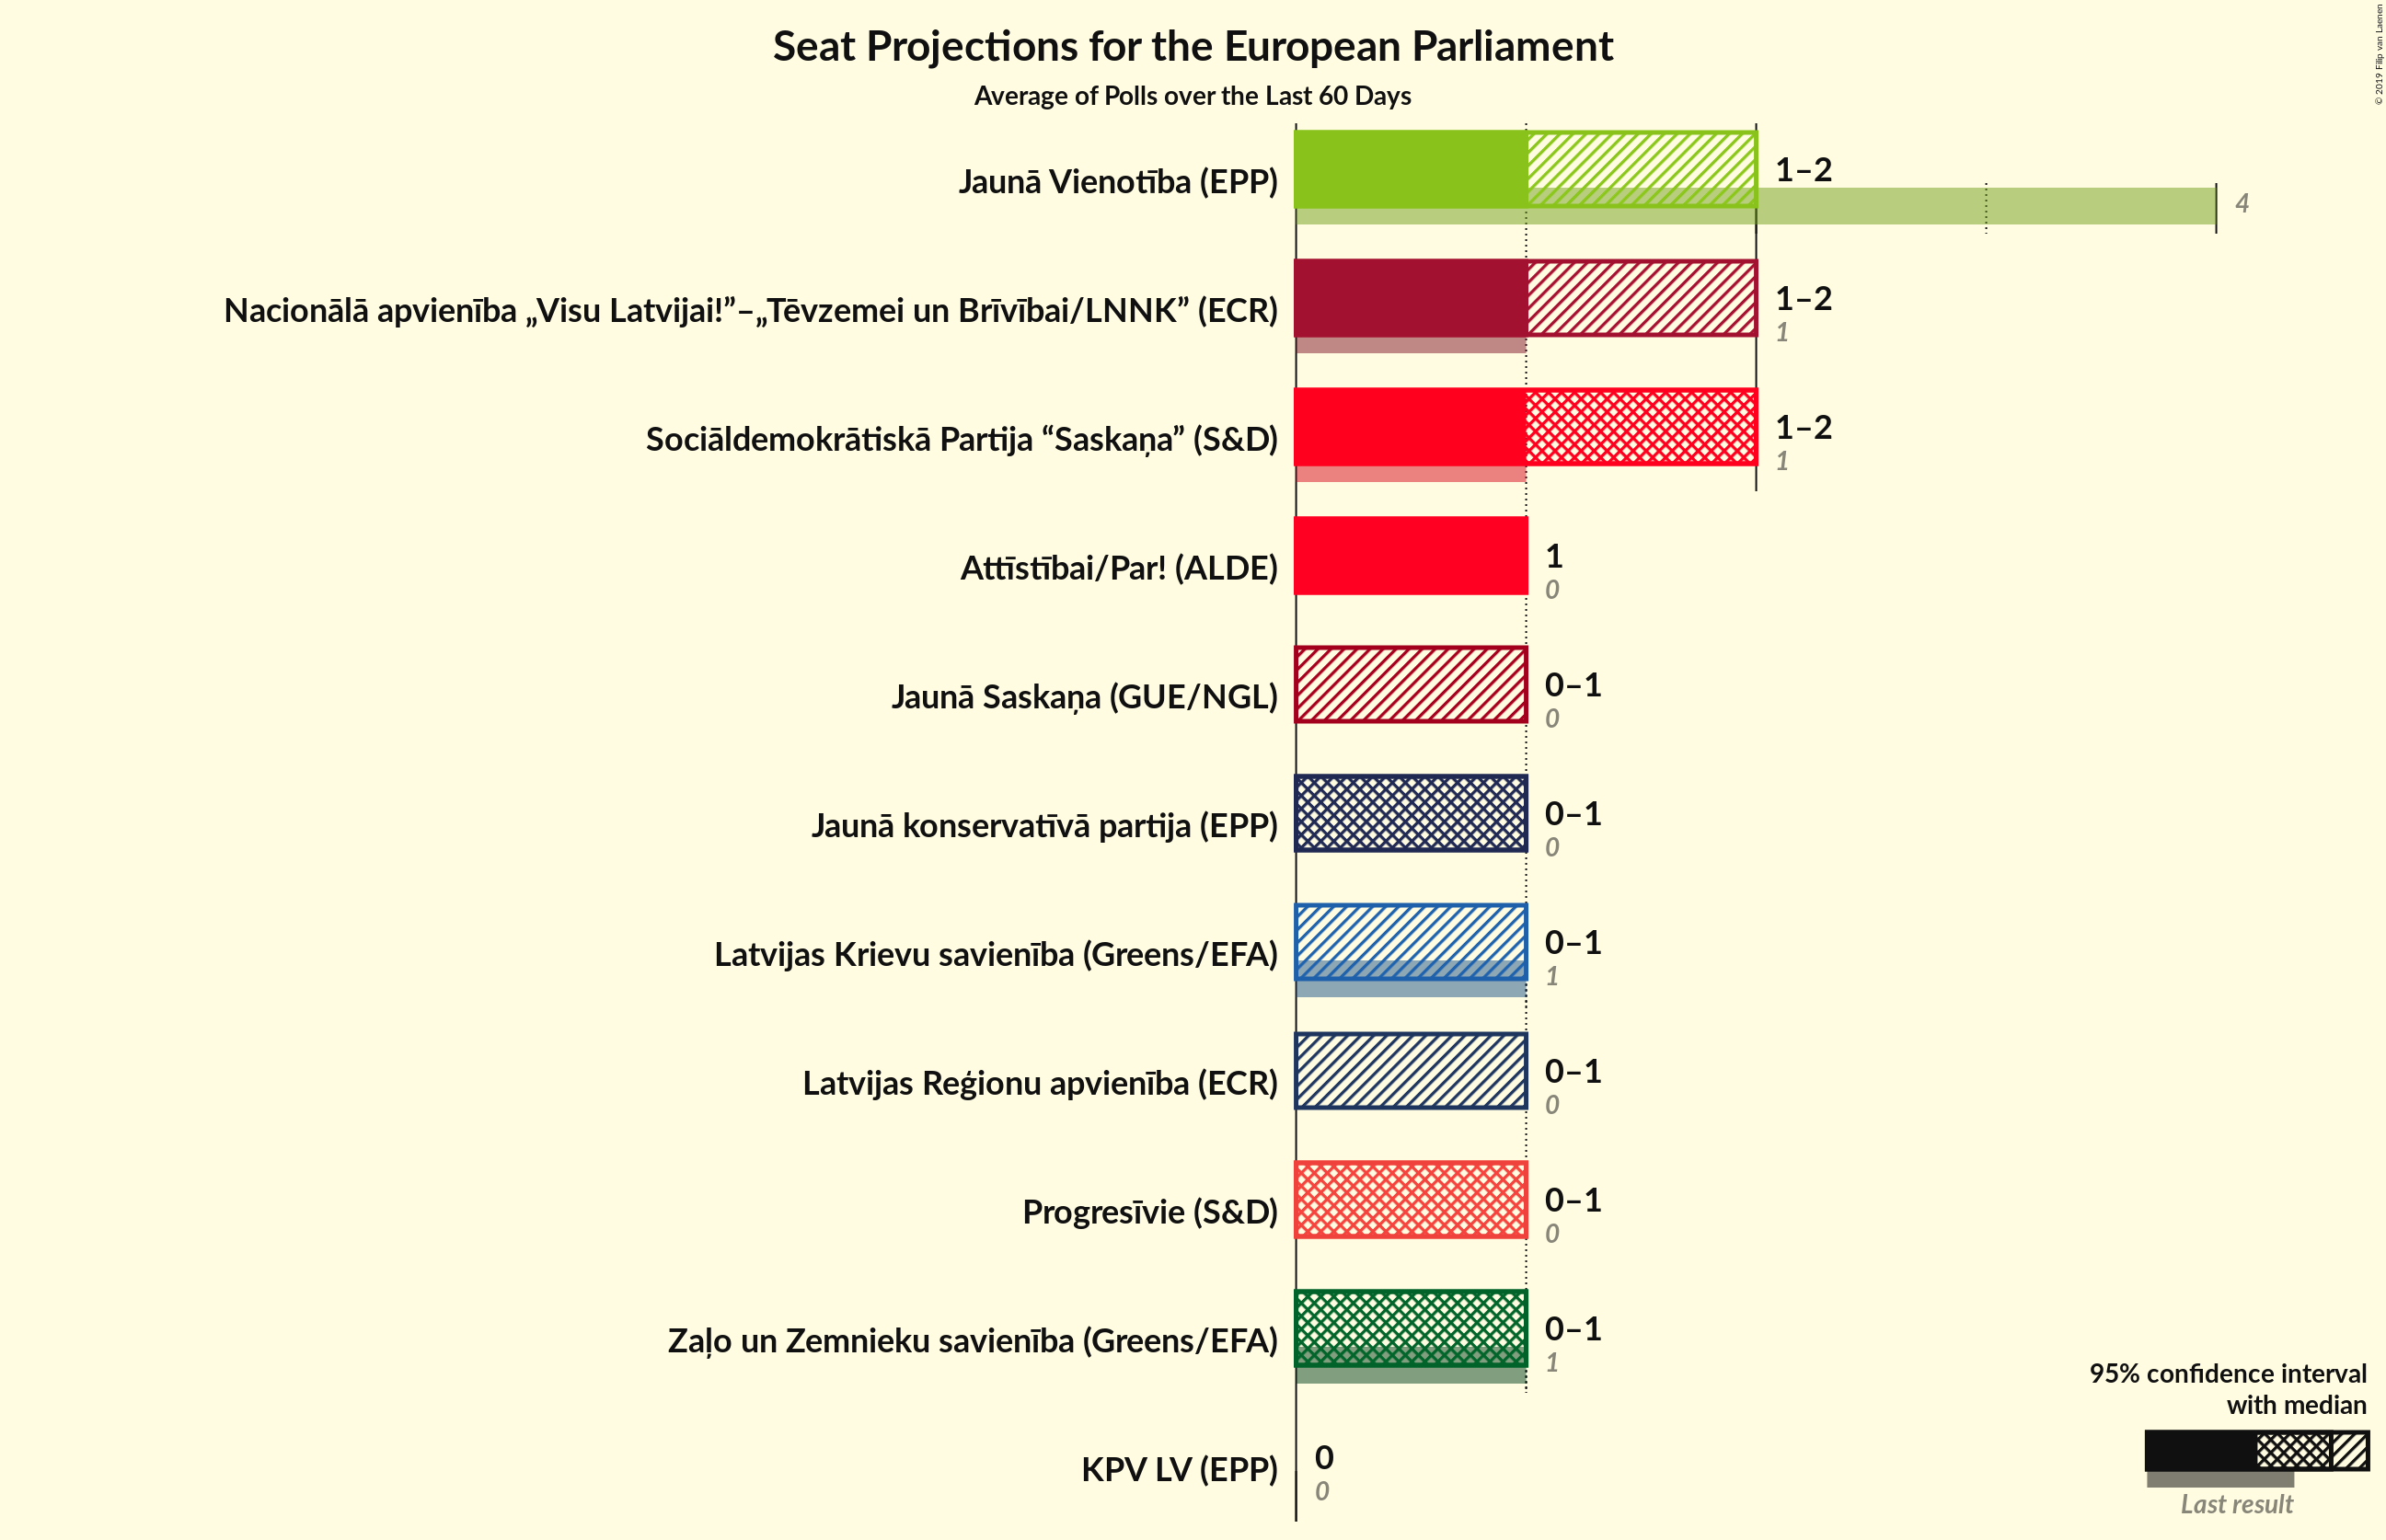 Seat Projections for the European Parliament
Average of Polls over the Last 60 Days
© 2019 Filip van Laenen
Jaunā Vienotība (EPP)
1–2
4
Nacionālā apvienība „Visu Latvijai!”–„Tēvzemei un Brīvībai/LNNK” (ECR)
1–2
1
Sociāldemokrātiskā Partija “Saskaņa” (S&D)
1–2
1
Attīstībai/Par! (ALDE)
1
0
Jaunā Saskaņa (GUE/NGL)
0–1
0
Jaunā konservatīvā partija (EPP)
0–1
0
Latvijas Krievu savienība (Greens/EFA)
0–1
1
Latvijas Reģionu apvienība (ECR)
0–1
0
Progresīvie (S&D)
0–1
0
Zaļo un Zemnieku savienība (Greens/EFA)
0–1
1
KPV LV (EPP)
0
0
95% confidence interval
with median
Last result